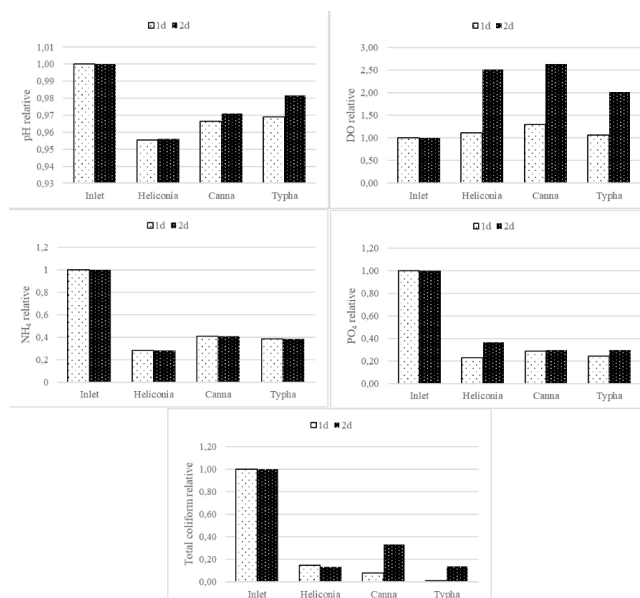 1d 2d
pH relative
1,01
1,00
0,99
0,98
0,97
0,96
0,95
0,94
0,93
Inlet Heliconia Canna Typha
1d 2d
DO relative
3,00
2,50
2,00
1,50
1,00
0,50
0,00
Inlet Heliconia Canna Typha
1d 2d
NH4 relative
1,2
1
0,8
0,6
0,4
0,2
0
Inlet Heliconia Canna Typha
1d 2d
PO4 relative
1,20
1,00
0,80
0,60
0,40
0,20
0,00
Inlet Heliconia Canna Typha
1d 2d
Total coliform relative
1,20
1,00
0,80
0,60
0,40
0,20
0,00
Inlet Heliconia Canna Typha